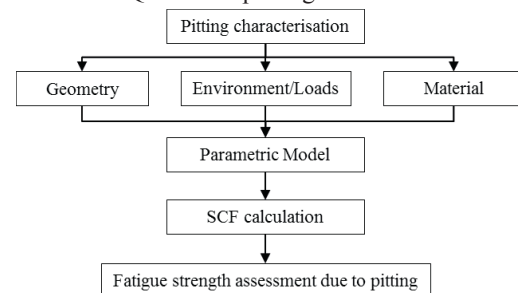 Pitting characterisation
Geometry
Environment/Loads
Material
Parametric Model
SCF calculation
Fatigue strength assessment due to pitting